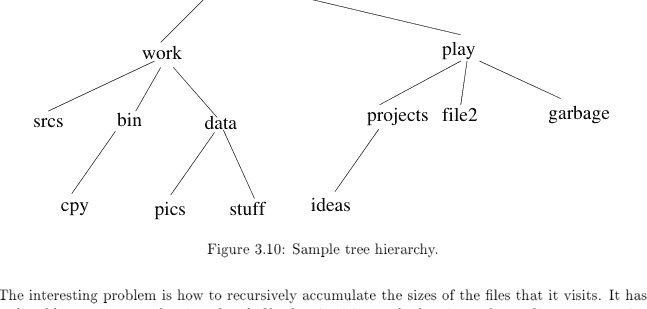 work play
srcs bin data projects file2 garbage
cpy pics stuff ideas
Figure 3.10: Sample tree hierarchy.
The interesting problem is how to recursively accumulate the sizes of the files that it visits. It has